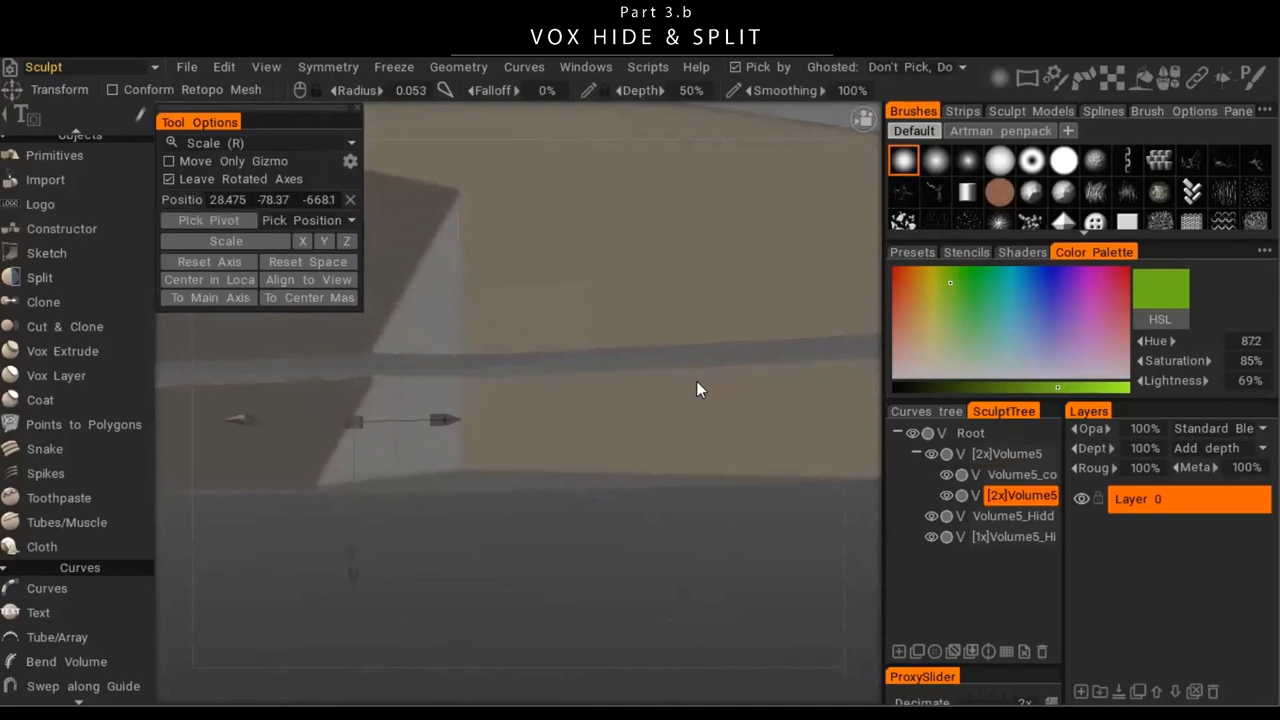 Part 3.b
VOX HIDE & SPLIT
Sculpt File Edit View Symmetry Freeze Geometry Curves Windows Scripts Help Pick by Ghosted: Don't Pick, Do
Transform Conform Retopo Mesh Radius 0.053 Falloff 0% Depth 50% Smoothing 100%
Objects
Primitives
Import
LOGO Logo
Constructor
Sketch
Split
Clone
Cut & Clone
Vox Extrude
Vox Layer
Coat
Points to Polygons
Snake
Spikes
Toothpaste
Tubes/Muscle
Cloth
Curves
Curves
TEXT Text
Tube/Array
Bend Volume
Swep along Guide
Tool Options
Scale (R)
Move Only Gizmo
Leave Rotated Axes
Positio 28.475 -78.37 -668.1
Pick Pivot Pick Position
Scale X Y Z
Reset Axis Reset Space
Center in Loca Align to View
To Main Axis To Center Mas
Brushes Strips Sculpt Models Splines Brush Options Pane
Default Artman penpack +
Presets Stencils Shaders Color Palette
HSL
Hue 87.2
Saturation 85%
Lightness 69%
Curves tree SculptTree
Root
V [2x]Volume5
V Volume5_co
V [2x]Volume5
V Volume5_Hidd
V [1x]Volume5_Hi
Layers
Opa 100% Standard Ble
Dept 100% Add depth
Roug 100% Meta 100%
Layer 0
ProxySlider
Decimate 2x